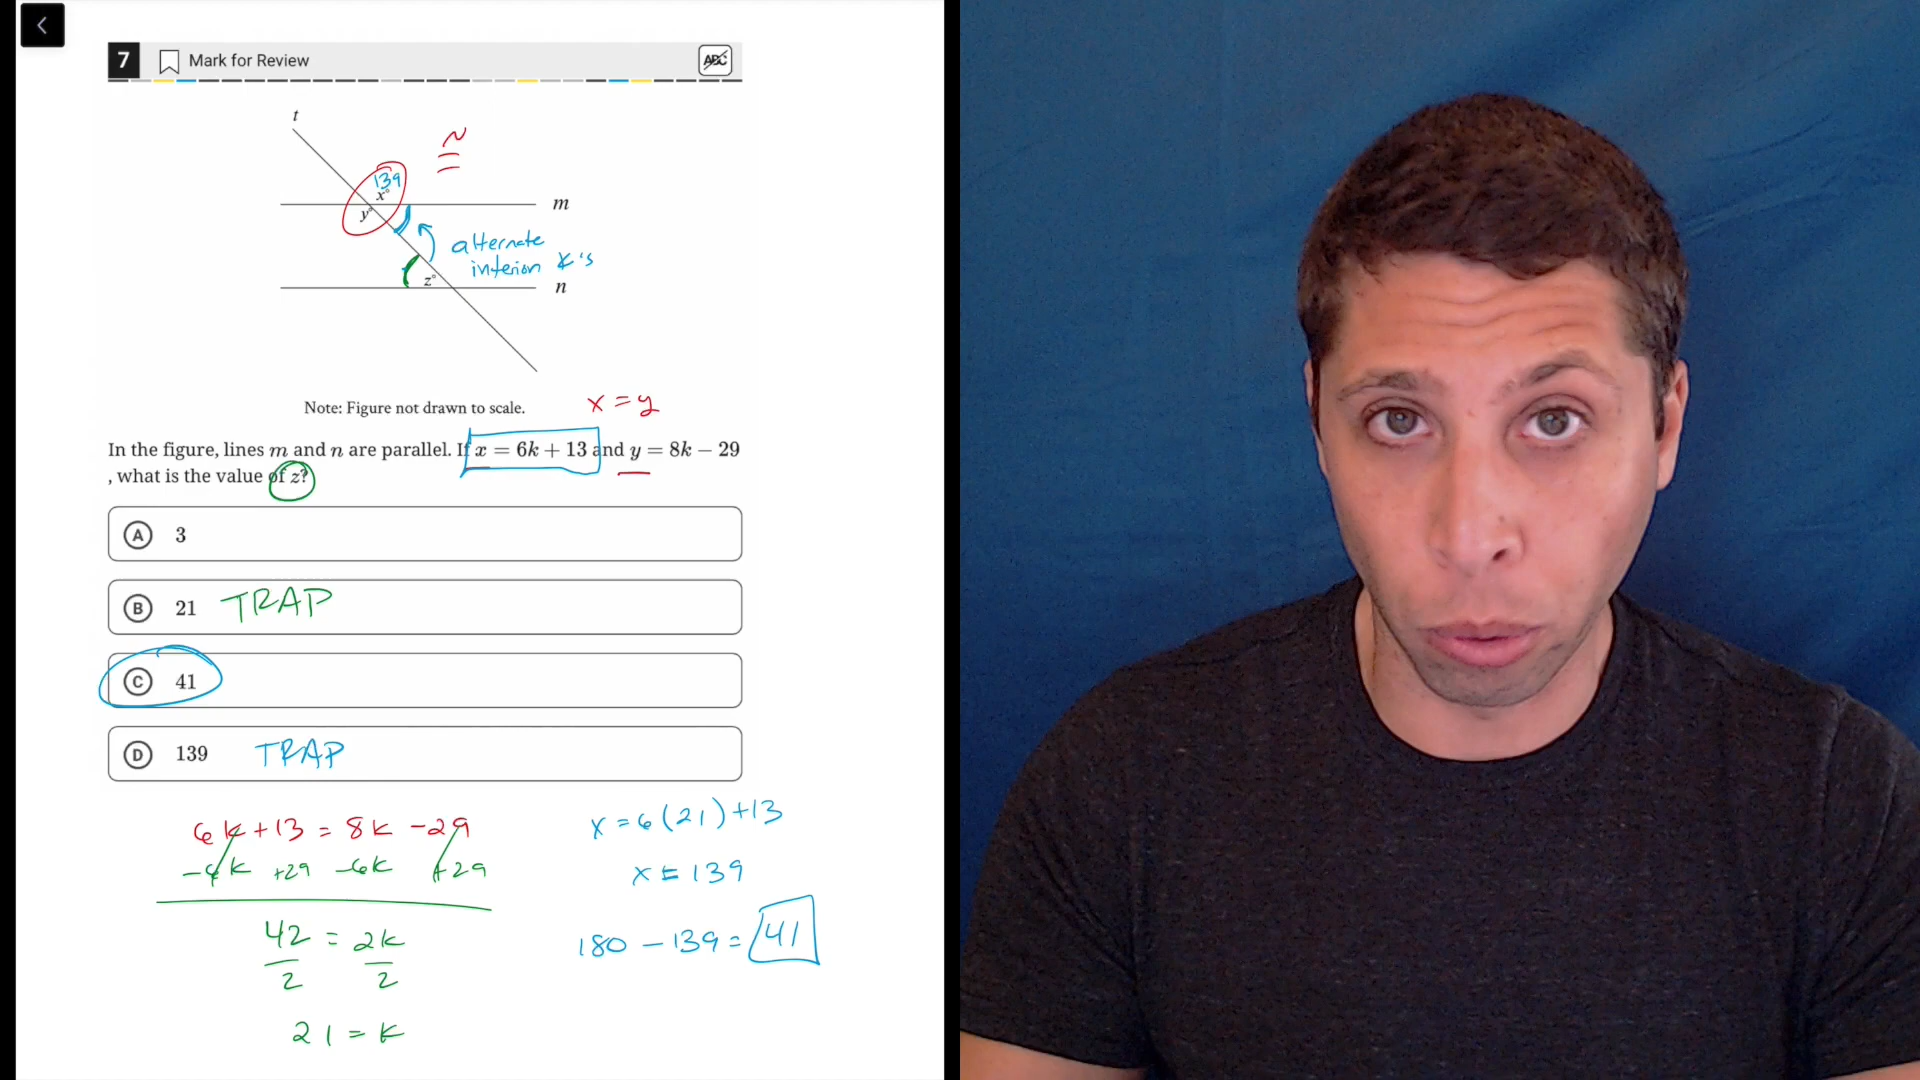 7 Mark for Review ABC
t
≅
139
x°
m
y°
alternate
interior ∠'s
z°
n
Note: Figure not drawn to scale.
x = y
In the figure, lines m and n are parallel. If x = 6k + 13 and y = 8k − 29
, what is the value of z?
A 3
B 21 TRAP
C 41
D 139 TRAP
6k + 13 = 8k − 29
−6k +29 −6k +29
42 = 2k
2 2
21 = k
x = 6(21) + 13
x = 139
180 − 139 = 41